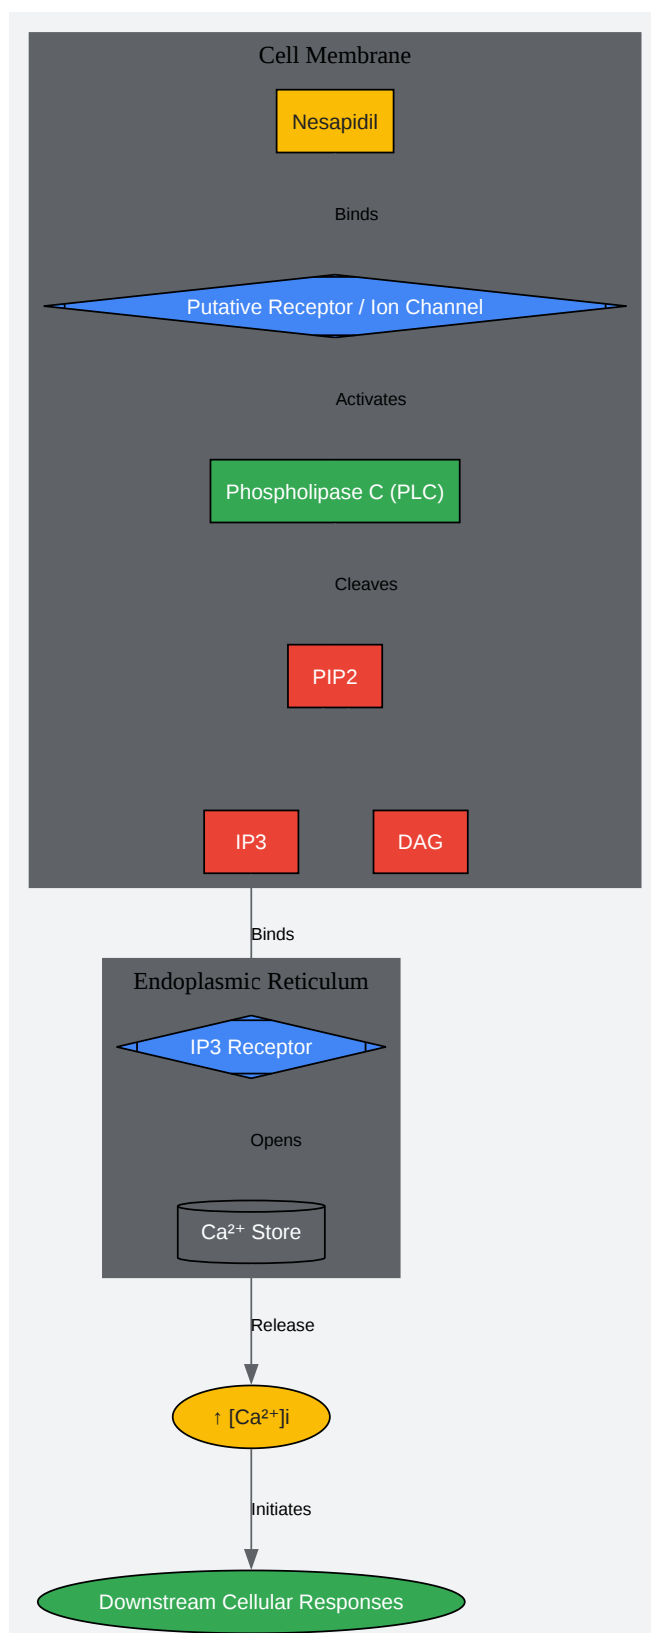 Cell Membrane
Nesapidil
Binds
Putative Receptor / Ion Channel
Activates
Phospholipase C (PLC)
Cleaves
PIP2
IP3
DAG
Binds
Endoplasmic Reticulum
IP3 Receptor
Opens
Ca²⁺ Store
Release
↑ [Ca²⁺]i
Initiates
Downstream Cellular Responses